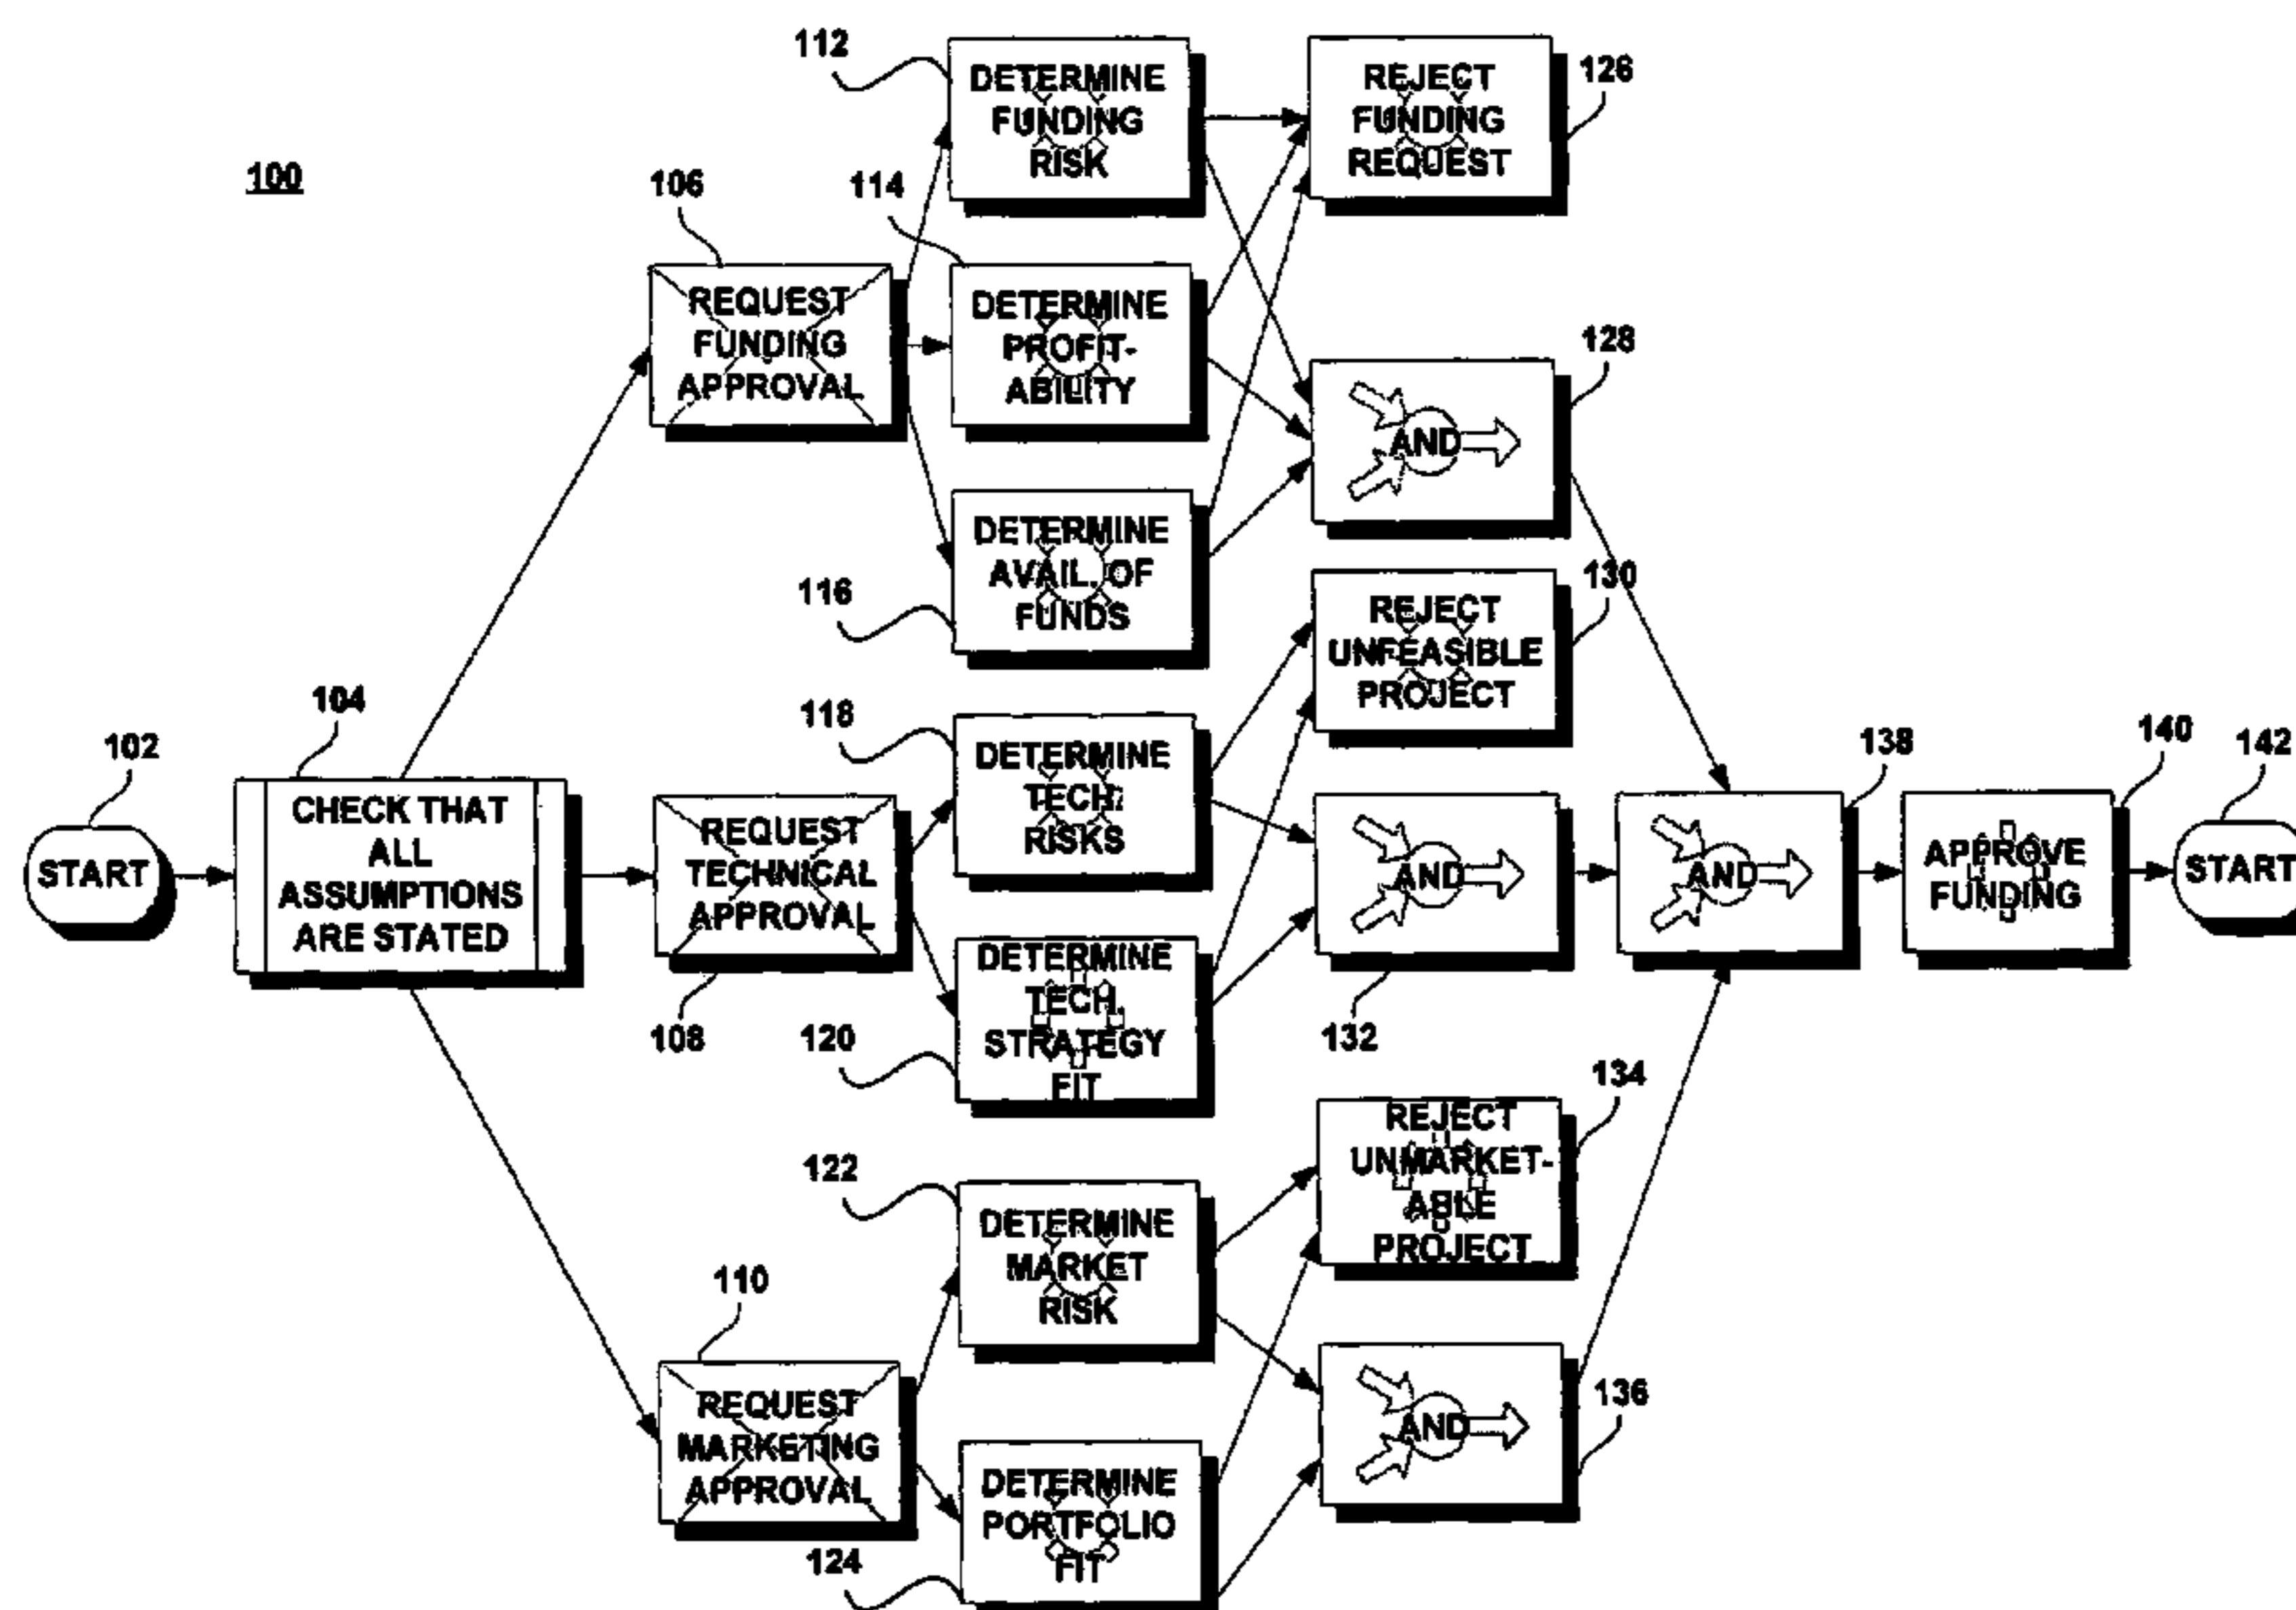 100
112
DETERMINE
FUNDING
RISK
REJECT
FUNDING
REQUEST
126
106
REQUEST
FUNDING
APPROVAL
114
DETERMINE
PROFIT-
ABILITY
128
AND
116
DETERMINE
AVAIL. OF
FUNDS
130
REJECT
UNFEASIBLE
PROJECT
102
START
104
CHECK THAT
ALL
ASSUMPTIONS
ARE STATED
108
REQUEST
TECHNICAL
APPROVAL
118
DETERMINE
TECH.
RISKS
132
AND
138
AND
140
APPROVE
FUNDING
142
START
120
DETERMINE
TECH.
STRATEGY
FIT
134
REJECT
UNMARKET-
ABLE
PROJECT
122
DETERMINE
MARKET
RISK
110
REQUEST
MARKETING
APPROVAL
136
AND
124
DETERMINE
PORTFOLIO
FIT